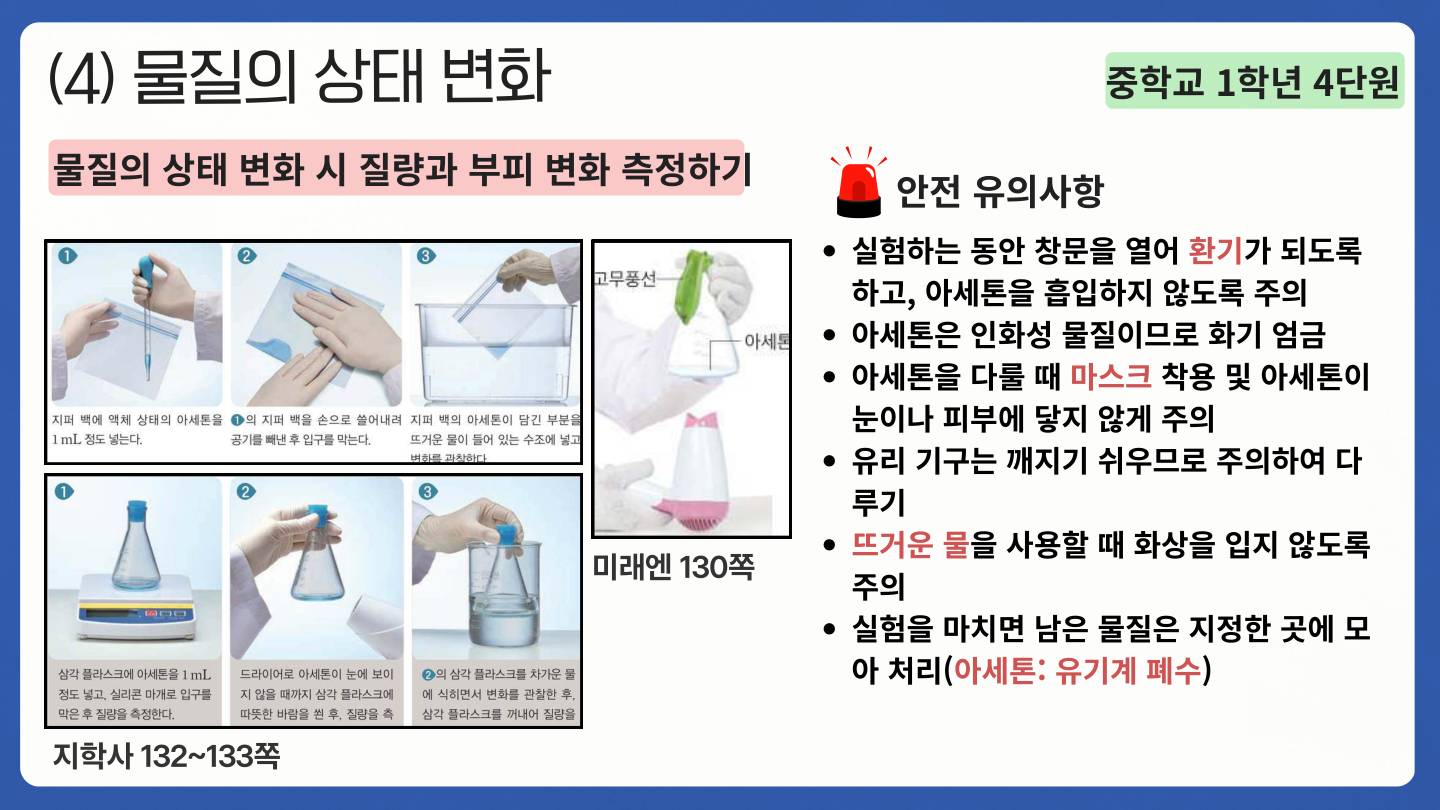 (4) 물질의 상태 변화
중학교 1학년 4단원
물질의 상태 변화 시 질량과 부피 변화 측정하기
1
2
3
지퍼 백에 액체 상태의 아세톤을
1 mL 정도 넣는다.
1의 지퍼 백을 손으로 쓸어내려
공기를 빼낸 후 입구를 막는다.
지퍼 백의 아세톤이 담긴 부분을
뜨거운 물이 들어 있는 수조에 넣고
변화를 관찰한다
고무풍선
아세톤
미래엔 130쪽
1
2
3
삼각 플라스크에 아세톤을 1 mL
정도 넣고, 실리콘 마개로 입구를
막은 후 질량을 측정한다.
드라이어로 아세톤이 눈에 보이
지 않을 때까지 삼각 플라스크에
따뜻한 바람을 쐰 후, 질량을 측
2의 삼각 플라스크를 차가운 물
에 식히면서 변화를 관찰한 후,
삼각 플라스크를 꺼내어 질량을
지학사 132~133쪽
안전 유의사항
• 실험하는 동안 창문을 열어 환기가 되도록
하고, 아세톤을 흡입하지 않도록 주의
• 아세톤은 인화성 물질이므로 화기 엄금
• 아세톤을 다룰 때 마스크 착용 및 아세톤이
눈이나 피부에 닿지 않게 주의
• 유리 기구는 깨지기 쉬우므로 주의하여 다
루기
• 뜨거운 물을 사용할 때 화상을 입지 않도록
주의
• 실험을 마치면 남은 물질은 지정한 곳에 모
아 처리(아세톤: 유기계 폐수)